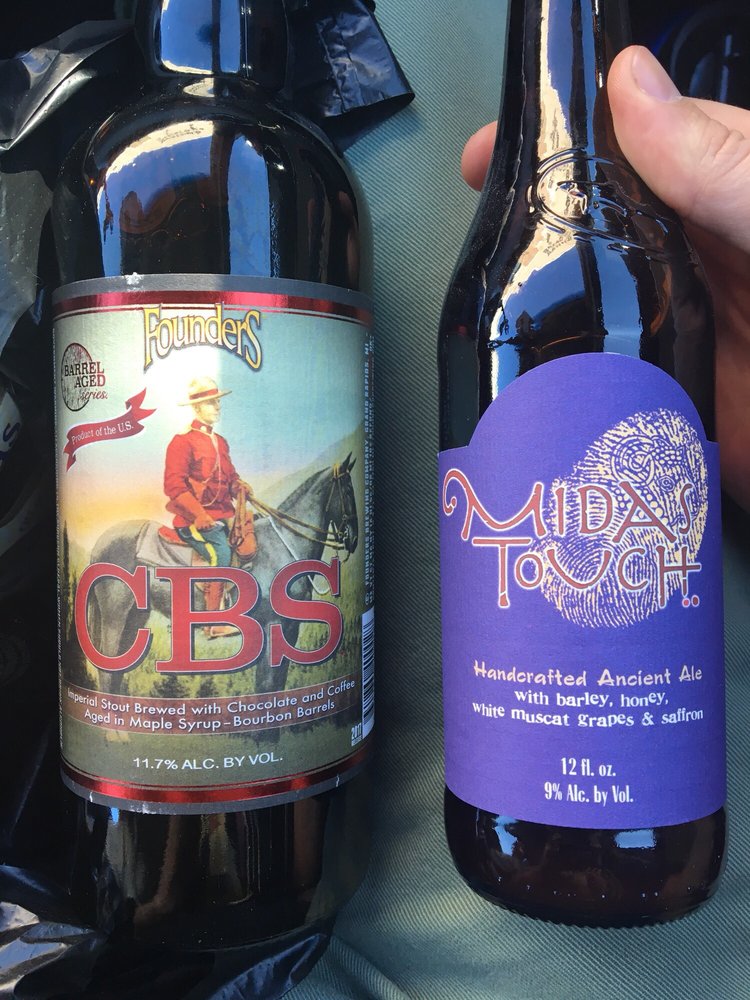 Founders
BARREL
AGED
series.
Product of the U.S.
CBS
Imperial Stout Brewed with Chocolate and Coffee
Aged in Maple Syrup–Bourbon Barrels
2017
11.7% ALC. BY VOL.
MIDAS
TOUCH
Handcrafted Ancient Ale
with barley, honey,
white muscat grapes & saffron
12 fl. oz.
9% Alc. by Vol.